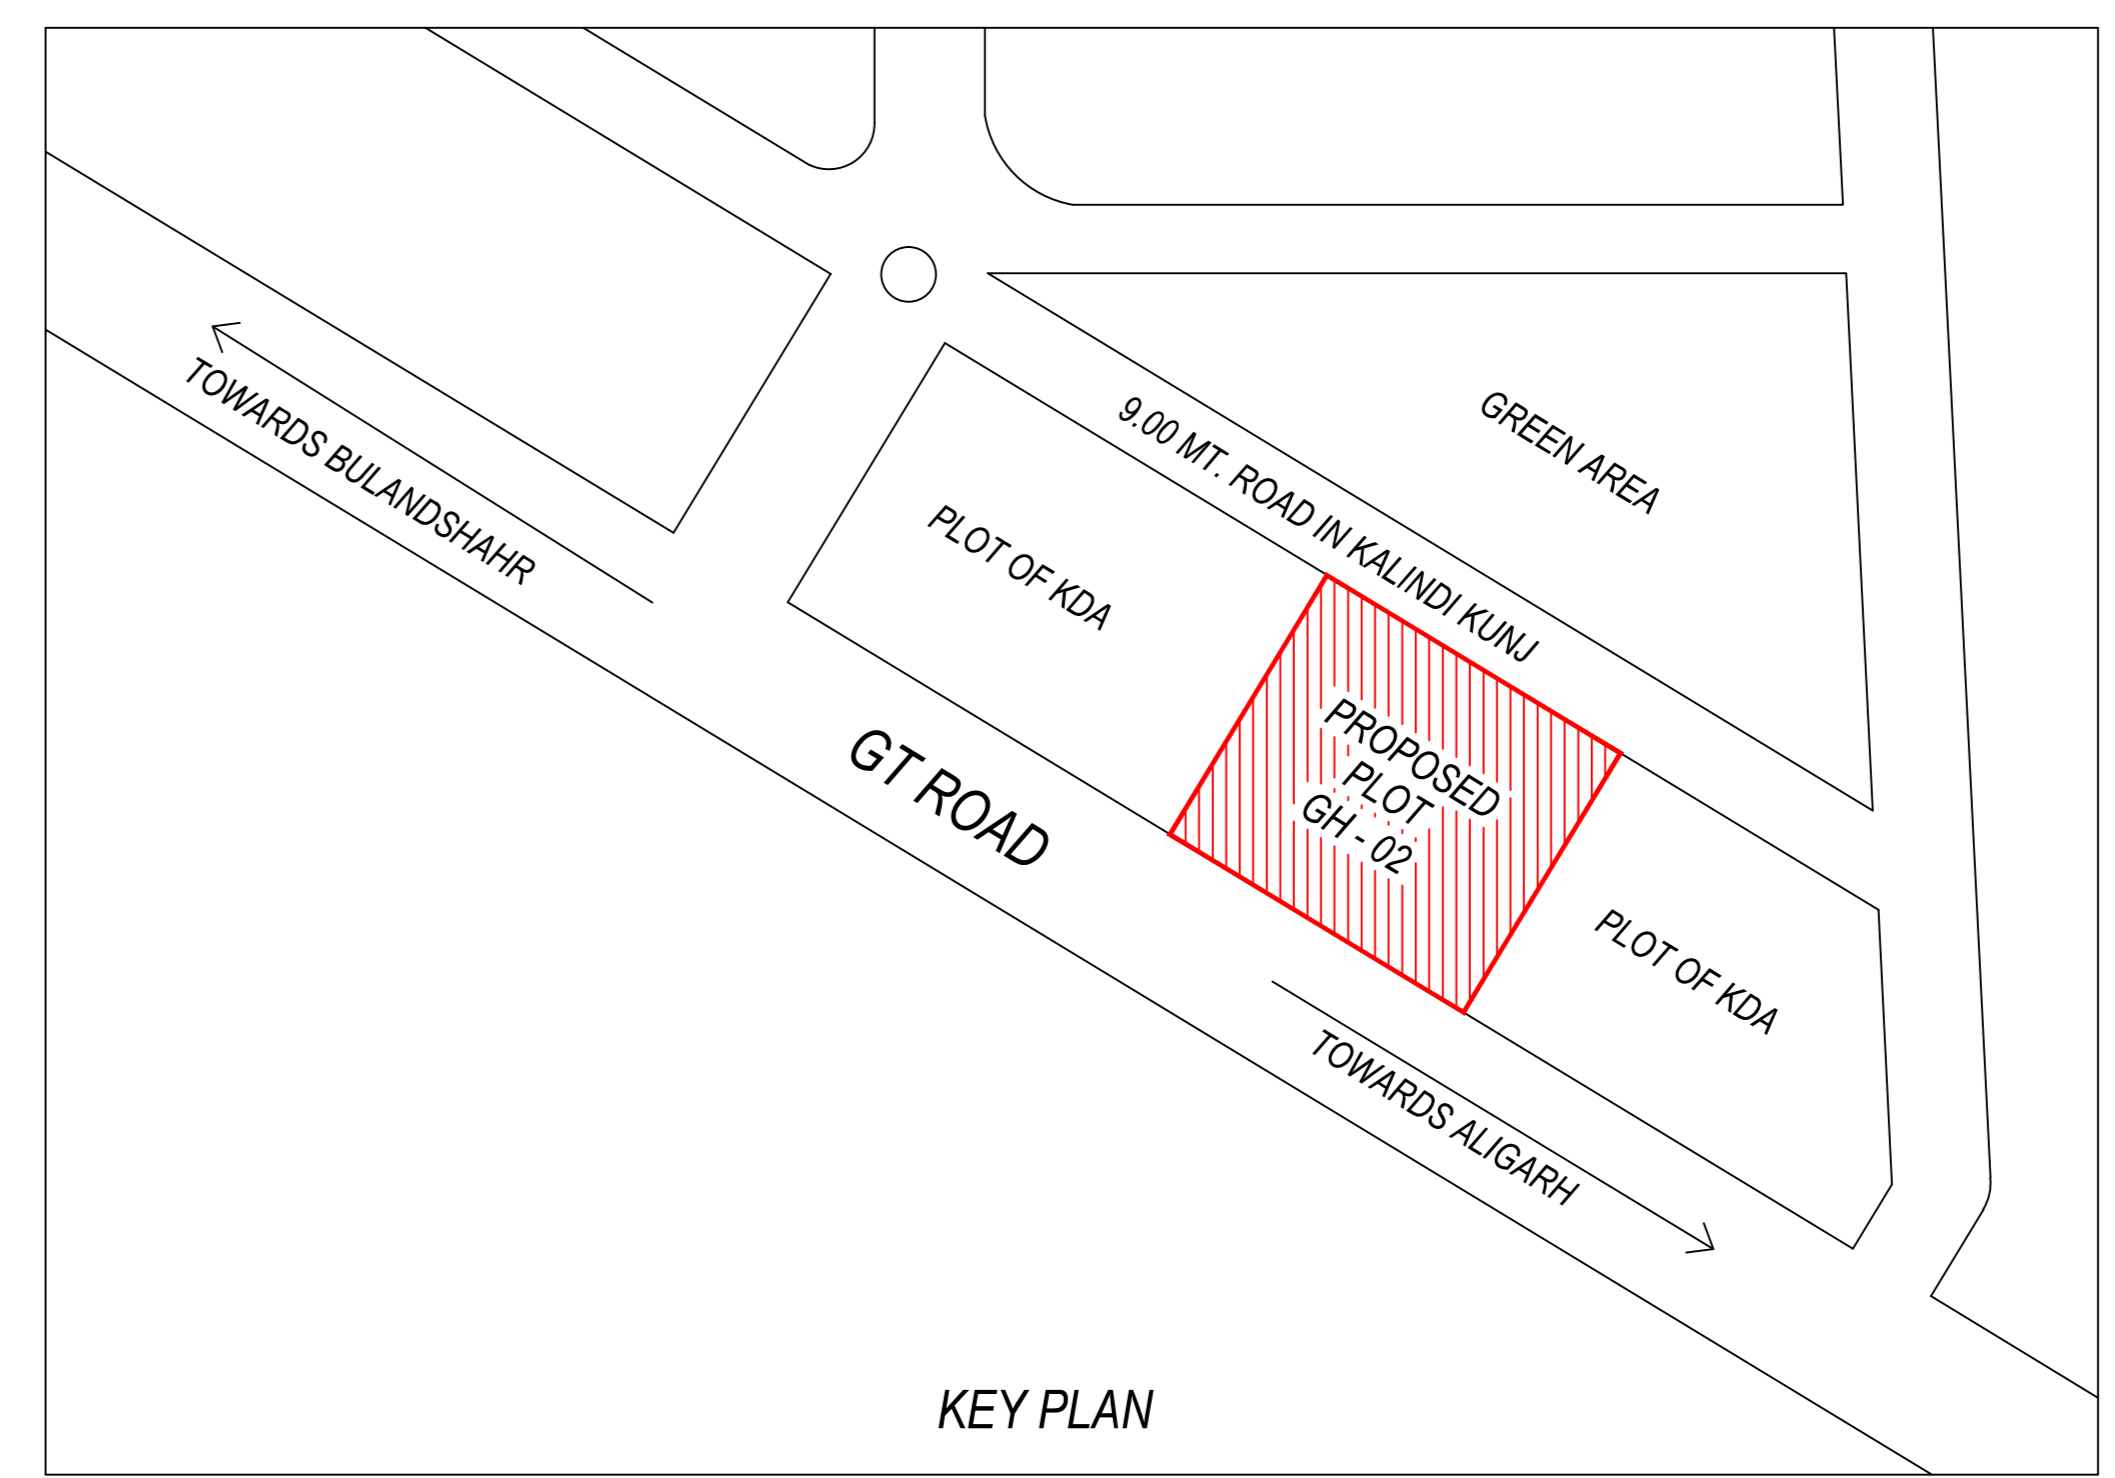 TOWARDS BULANDSHAHR
GREEN AREA
9.00 MT. ROAD IN KALINDI KUNJ
PLOT OF KDA
PROPOSED
PLOT
GH - 02
GT ROAD
PLOT OF KDA
TOWARDS ALIGARH
KEY PLAN